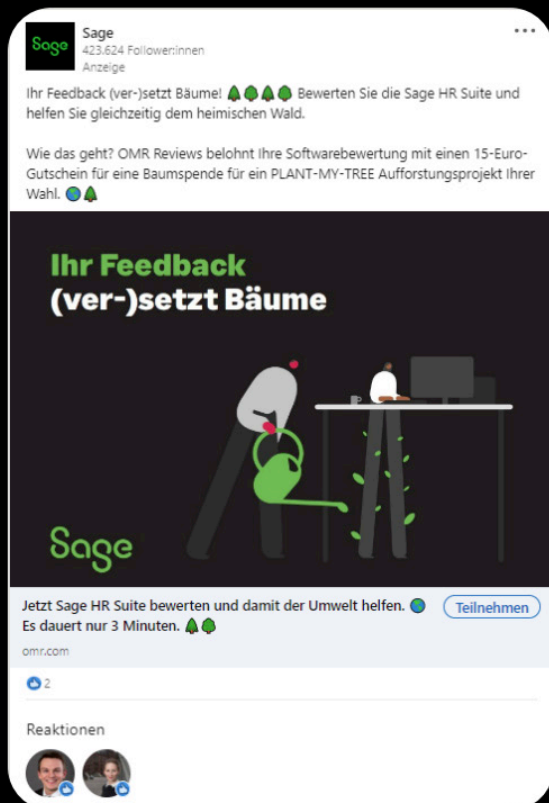 Sage
Sage
423.624 Follower:innen
Anzeige
Ihr Feedback (ver-)setzt Bäume! 🌲🌳🌲🌳 Bewerten Sie die Sage HR Suite und
helfen Sie gleichzeitig dem heimischen Wald.
Wie das geht? OMR Reviews belohnt Ihre Softwarebewertung mit einen 15-Euro-
Gutschein für eine Baumspende für ein PLANT-MY-TREE Aufforstungsprojekt Ihrer
Wahl. 🌍🌲
Ihr Feedback
(ver-)setzt Bäume
Sage
Jetzt Sage HR Suite bewerten und damit der Umwelt helfen. 🌍
Es dauert nur 3 Minuten. 🌲🌳
Teilnehmen
omr.com
2
Reaktionen